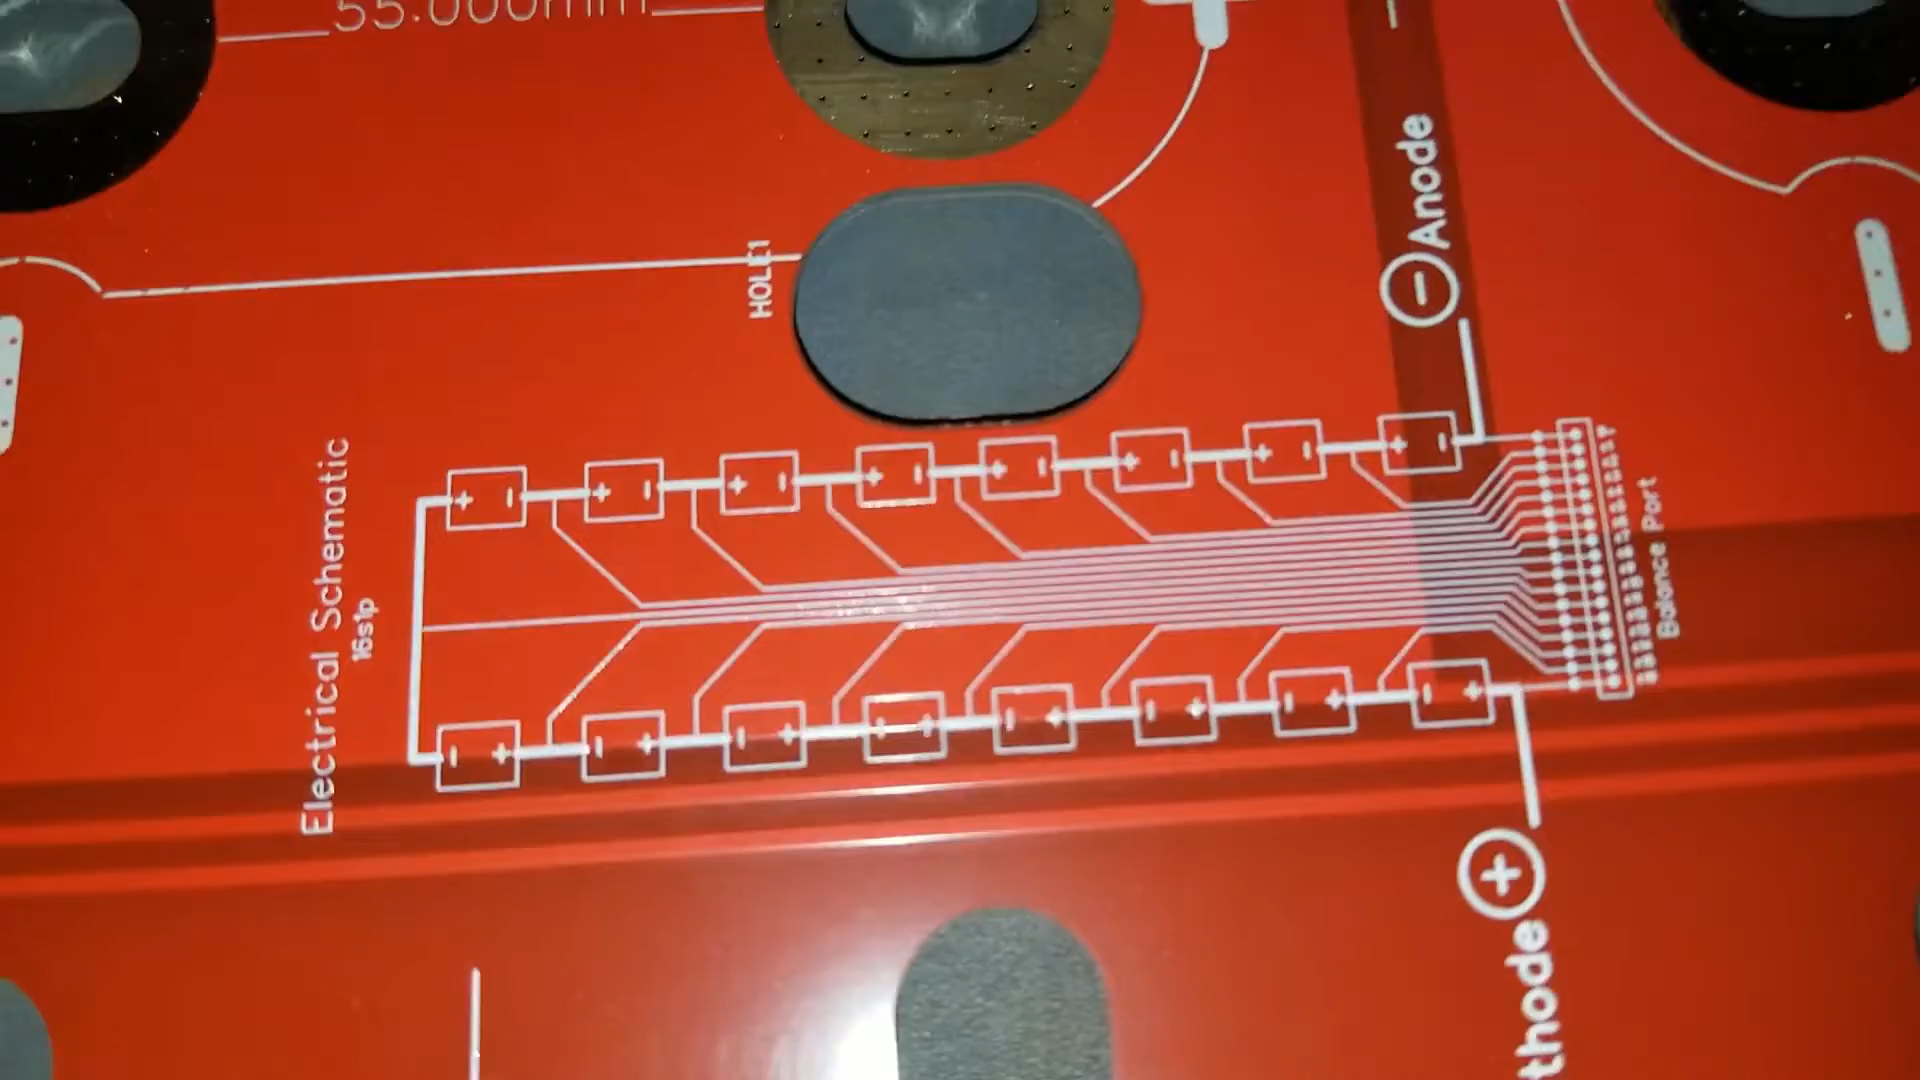 55.000mm
HOLE1
Anode
Electrical Schematic
16s1p
Balance Port
thode